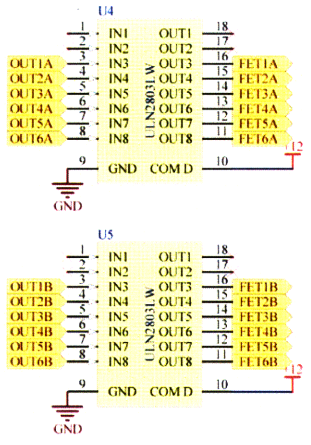 U4
1 IN1 OUT1 18
2 IN2 OUT2 17
OUT1A 3 IN3 OUT3 16 FET1A
OUT2A 4 IN4 OUT4 15 FET2A
OUT3A 5 IN5 OUT5 14 FET3A
OUT4A 6 IN6 OUT6 13 FET4A
OUT5A 7 IN7 OUT7 12 FET5A
OUT6A 8 IN8 OUT8 11 FET6A
ULN2803LW
+12
9 GND COM D 10
GND
U5
1 IN1 OUT1 18
2 IN2 OUT2 17
OUT1B 3 IN3 OUT3 16 FET1B
OUT2B 4 IN4 OUT4 15 FET2B
OUT3B 5 IN5 OUT5 14 FET3B
OUT4B 6 IN6 OUT6 13 FET4B
OUT5B 7 IN7 OUT7 12 FET5B
OUT6B 8 IN8 OUT8 11 FET6B
ULN2803LW
+12
9 GND COM D 10
GND